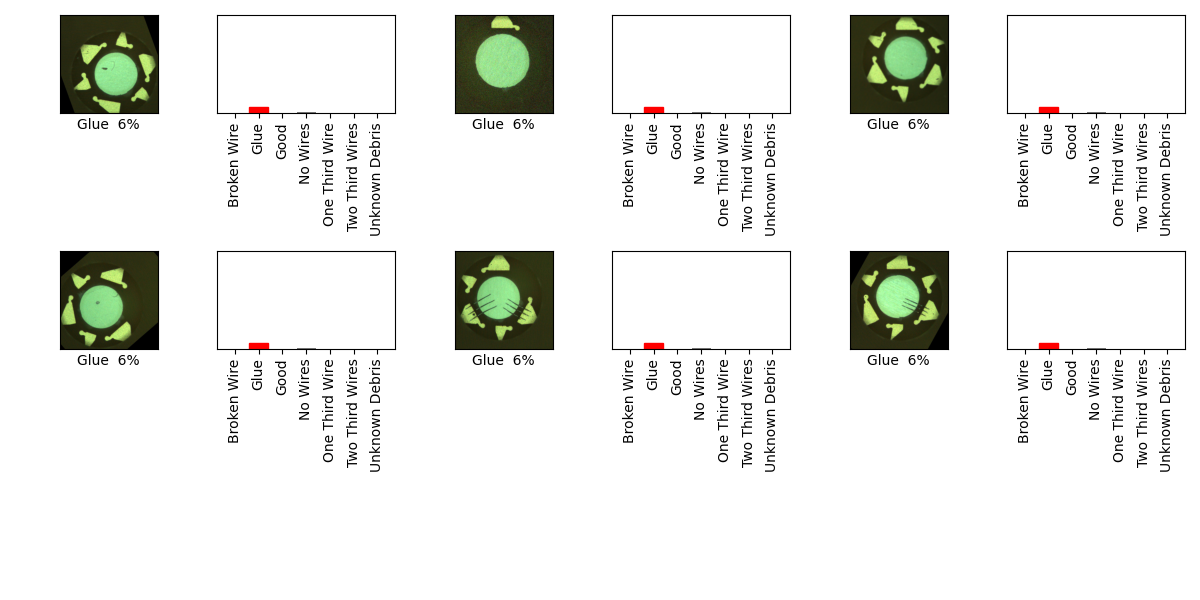 Glue 6%
Broken Wire
Glue
Good
No Wires
One Third Wire
Two Third Wires
Unknown Debris
Glue 6%
Broken Wire
Glue
Good
No Wires
One Third Wire
Two Third Wires
Unknown Debris
Glue 6%
Broken Wire
Glue
Good
No Wires
One Third Wire
Two Third Wires
Unknown Debris
Glue 6%
Broken Wire
Glue
Good
No Wires
One Third Wire
Two Third Wires
Unknown Debris
Glue 6%
Broken Wire
Glue
Good
No Wires
One Third Wire
Two Third Wires
Unknown Debris
Glue 6%
Broken Wire
Glue
Good
No Wires
One Third Wire
Two Third Wires
Unknown Debris